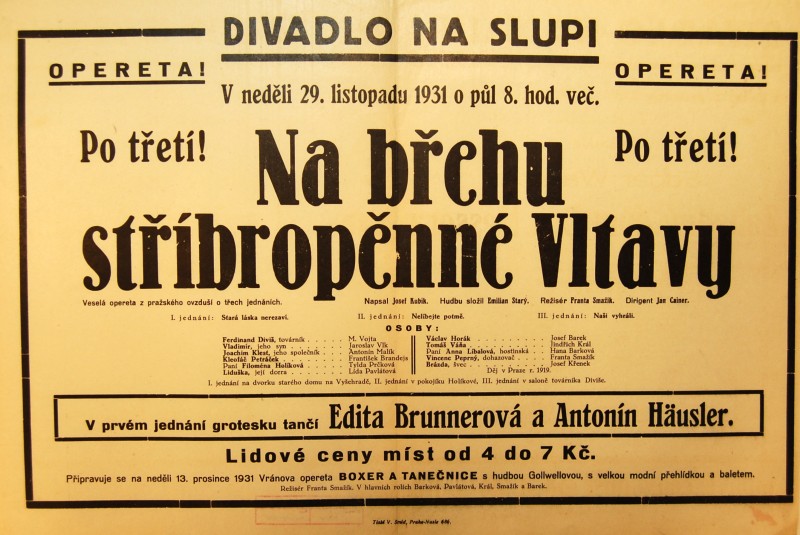 DIVADLO NA SLUPI
OPERETA! OPERETA!
V neděli 29. listopadu 1931 o půl 8. hod. več.
Po třetí! Na břehu Po třetí!
stříbropěnné Vltavy
Veselá opereta z pražského ovzduší o třech jednáních. Napsal Josef Kubík. Hudbu složil Emilian Starý. Režisér Franta Smažík. Dirigent Jan Cainer.
I. jednání: Stará láska nerezaví. II. jednání: Nelíbejte potmě. III. jednání: Naši vyhráli.
OSOBY:
Ferdinand Diviš, továrník . . . . M. Vojta
Vladimír, jeho syn . . . . Jaroslav Vlk
Joachim Klest, jeho společník . . . . Antonín Malík
Kleofáš Petráček . . . . František Brandejs
Paní Filoména Holíková . . . . Tylda Prčková
Liduška, její dcera . . . . Lída Pavlátová
Václav Horák . . . . Josef Barek
Tomáš Váňa . . . . Jindřich Král
Paní Anna Líbalová, hostinská . . . . Hana Barková
Vincenc Peprný, dohazovač . . . . Franta Smažík
Brázda, švec . . . . Josef Křenek
Děj v Praze r. 1919.
I. jednání na dvorku starého domu na Vyšehradě, II. jednání v pokojíku Holíkové, III. jednání v saloně továrníka Diviše.
V prvém jednání grotesku tančí Edita Brunnerová a Antonín Häusler.
Lidové ceny míst od 4 do 7 Kč.
Připravuje se na neděli 13. prosince 1931 Vránova opereta BOXER A TANEČNICE s hudbou Gollwellovou, s velkou modní přehlídkou a baletem.
Režisér Franta Smažík. V hlavních rolích Barková, Pavlátová, Král, Smažík a Barek.
Tiskl V. Šmíd, Praha-Nusle